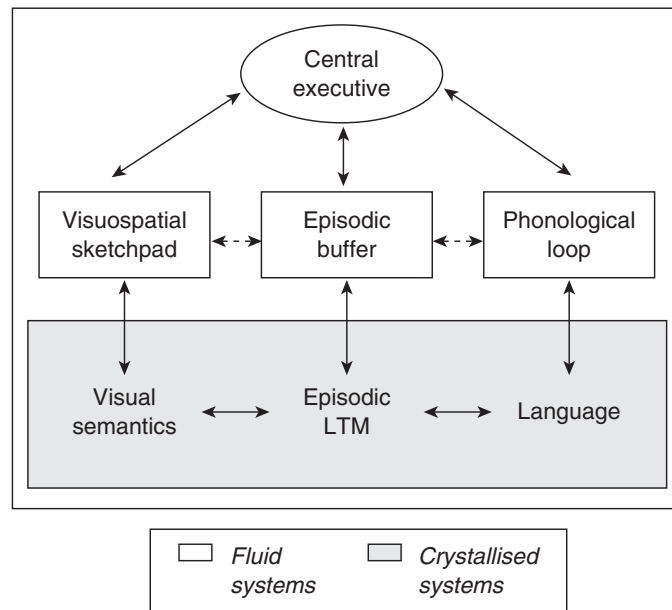 Central
executive
Visuospatial
sketchpad
Episodic
buffer
Phonological
loop
Visual
semantics
Episodic
LTM
Language
Fluid
systems
Crystallised
systems